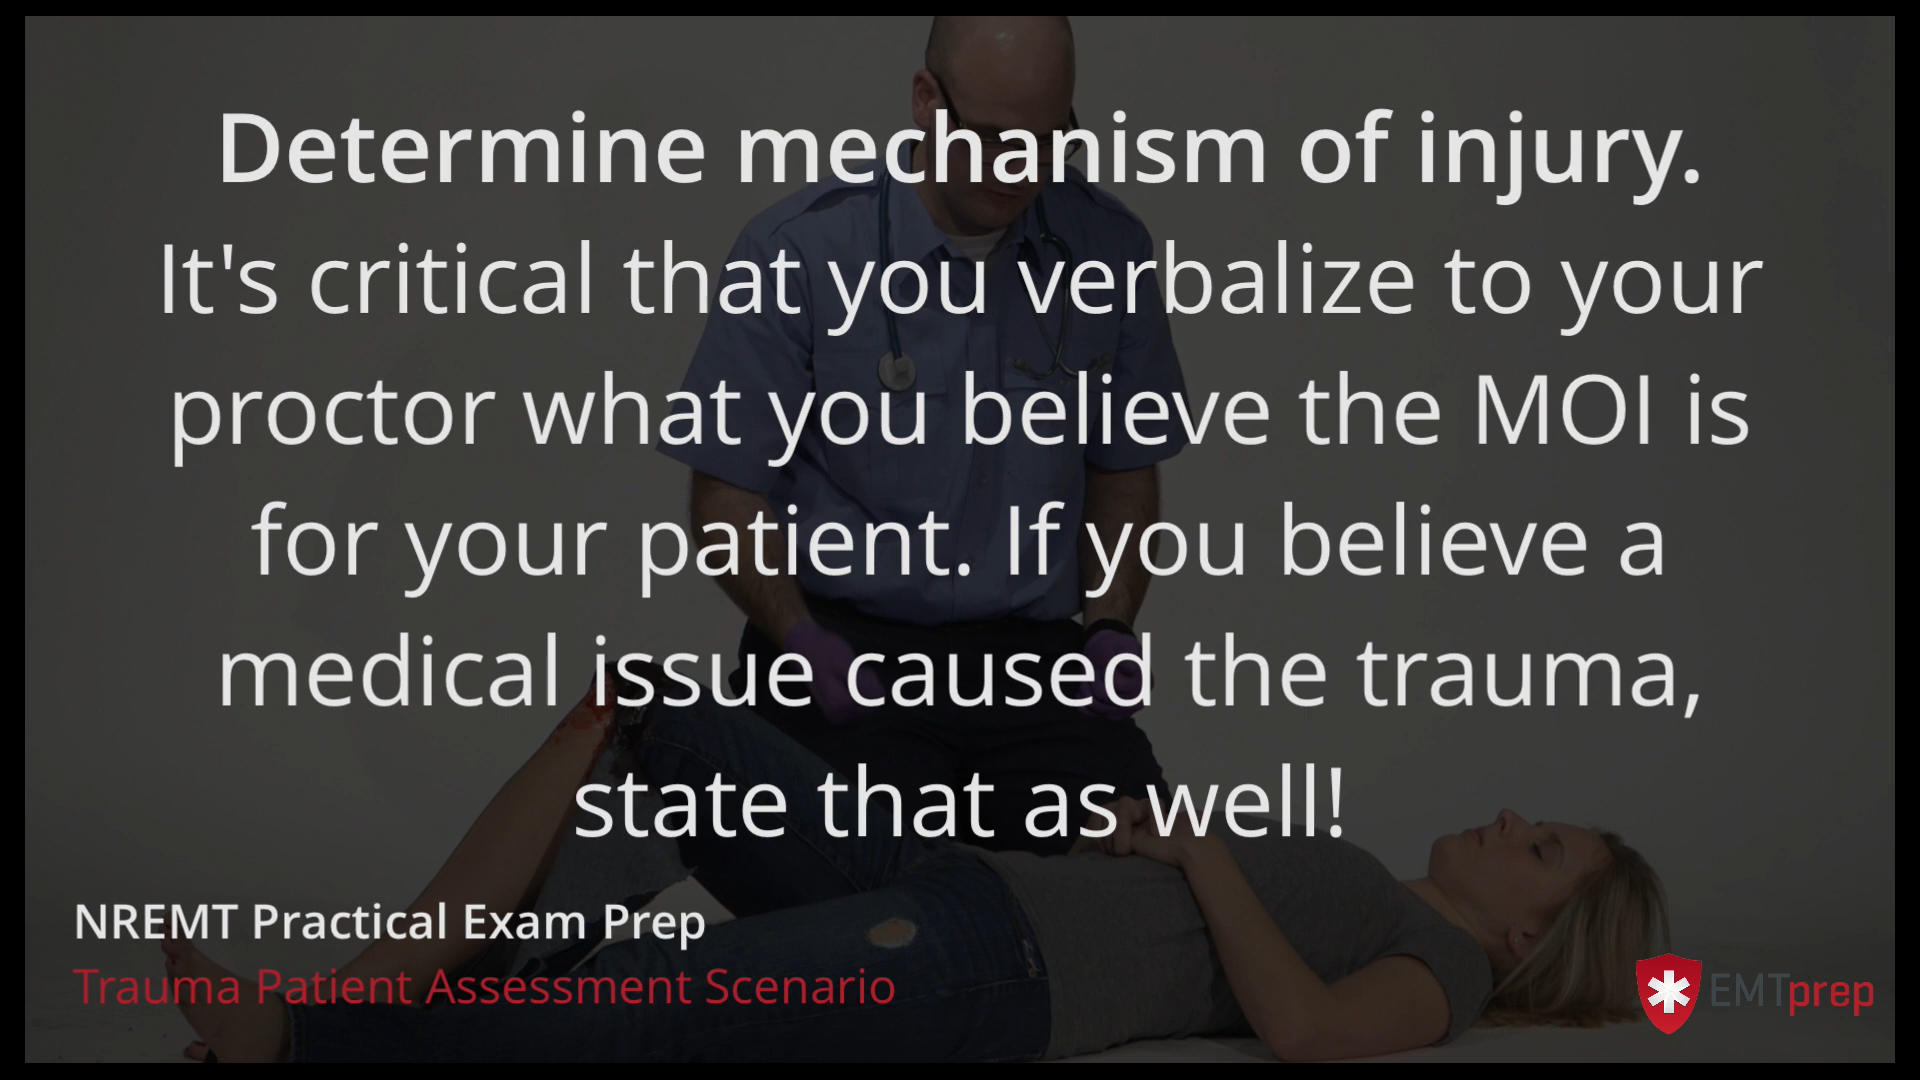 Determine mechanism of injury.
It's critical that you verbalize to your
proctor what you believe the MOI is
for your patient. If you believe a
medical issue caused the trauma,
state that as well!
NREMT Practical Exam Prep
Trauma Patient Assessment Scenario
EMTprep